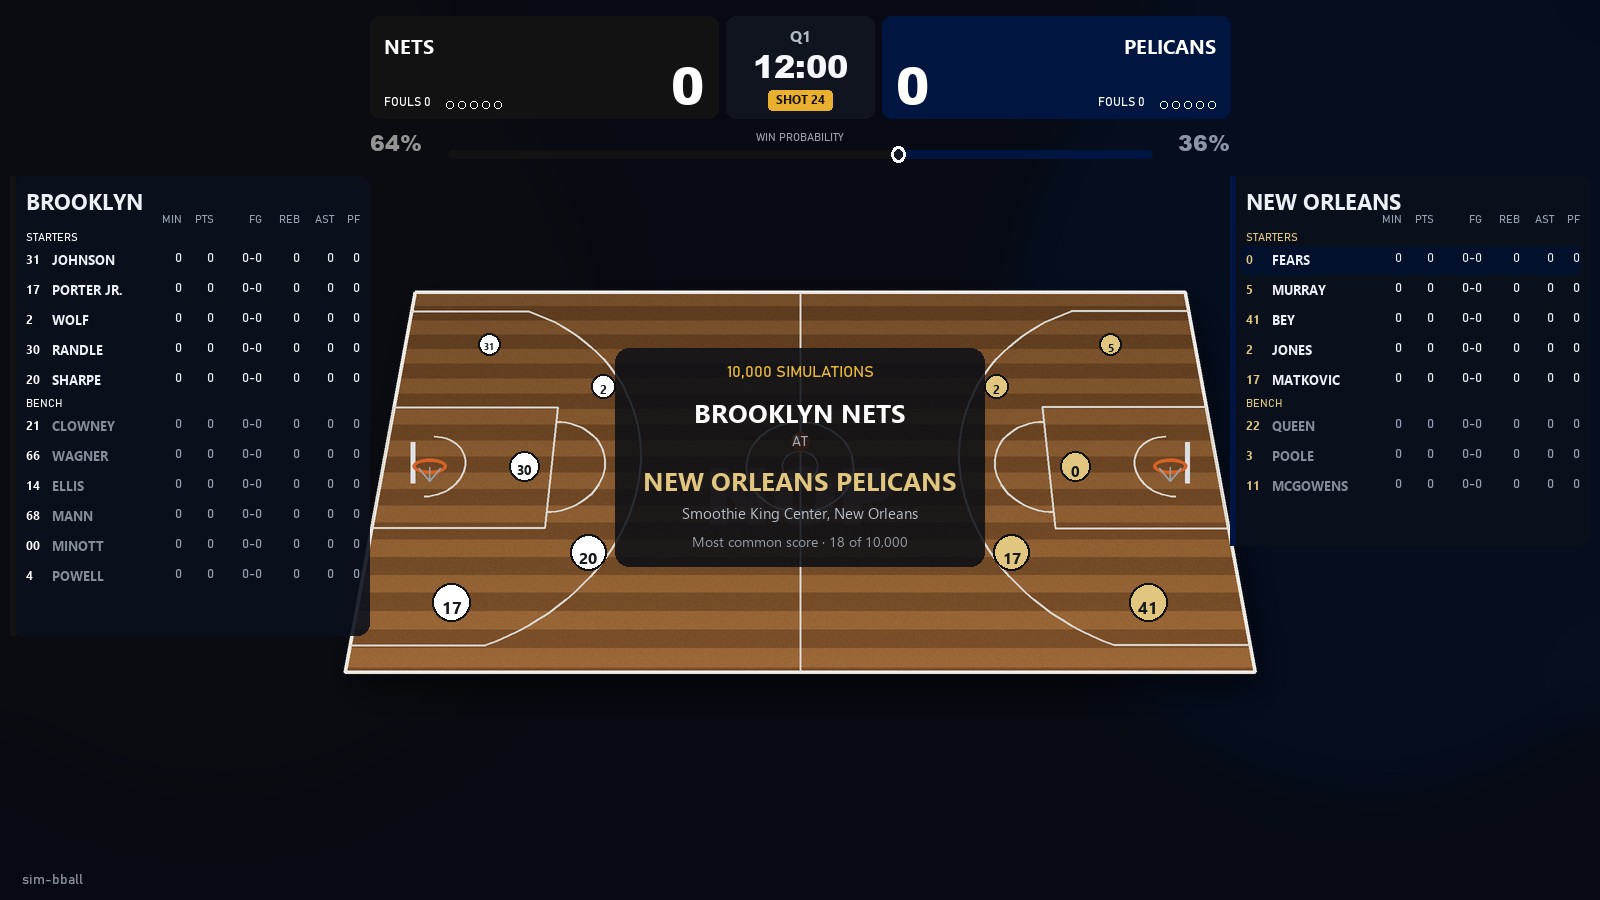 NETS
0
FOULS 0
Q1
12:00
SHOT 24
PELICANS
0
FOULS 0
64%
WIN PROBABILITY
36%
BROOKLYN
MIN PTS FG REB AST PF
STARTERS
31 JOHNSON 0 0 0-0 0 0 0
17 PORTER JR. 0 0 0-0 0 0 0
2 WOLF 0 0 0-0 0 0 0
30 RANDLE 0 0 0-0 0 0 0
20 SHARPE 0 0 0-0 0 0 0
BENCH
21 CLOWNEY 0 0 0-0 0 0 0
66 WAGNER 0 0 0-0 0 0 0
14 ELLIS 0 0 0-0 0 0 0
68 MANN 0 0 0-0 0 0 0
00 MINOTT 0 0 0-0 0 0 0
4 POWELL 0 0 0-0 0 0 0
31
2
30
20
17
10,000 SIMULATIONS
BROOKLYN NETS
AT
NEW ORLEANS PELICANS
Smoothie King Center, New Orleans
Most common score · 18 of 10,000
5
2
0
17
41
NEW ORLEANS
MIN PTS FG REB AST PF
STARTERS
0 FEARS 0 0 0-0 0 0 0
5 MURRAY 0 0 0-0 0 0 0
41 BEY 0 0 0-0 0 0 0
2 JONES 0 0 0-0 0 0 0
17 MATKOVIC 0 0 0-0 0 0 0
BENCH
22 QUEEN 0 0 0-0 0 0 0
3 POOLE 0 0 0-0 0 0 0
11 MCGOWENS 0 0 0-0 0 0 0
sim-bball